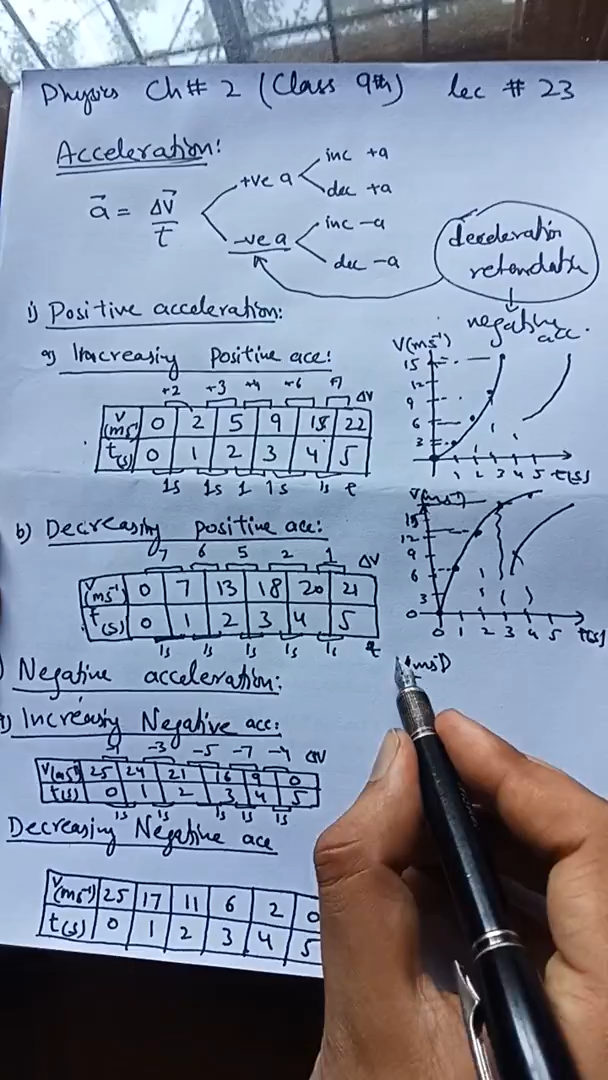 Physics Ch # 2 (Class 9th) lec # 23
Acceleration:
a = Δv/t
+ve a
inc +a
dec +a
-ve a
inc -a
dec -a
deceleration
negative acc.
i) Positive acceleration:
a) Increasing Positive acc:
+2 +3 +4 +6 Δv
v (ms⁻¹) 0 2 5 9 22
t(s) 0 1 2 3 4 5
1s 1s 1 1s 1s t
V(ms⁻¹)
15
12
9
6
3
1 2 3 4 5 t(s)
b) Decreasing positive acc:
7 6 5 2 1 Δv
V(ms⁻¹) 0 7 13 18 20 21
t(s) 0 1 2 3 4 5
1s 1s 1s 1s 1s t
V(ms⁻¹)
15
12
9
6
3
0
0 1 2 3 4 5 t(s)
Negative acceleration:
Increasing Negative acc:
-3 -5 -7 Δv
V(ms⁻¹) 25 24 21 16 9 0
t(s) 0 1 2 3 4 5
1s 1s 1s 1s 1s
Decreasing Negative acc
V(ms⁻¹) 25 17 11 6 2 0
t(s) 0 1 2 3 4 5